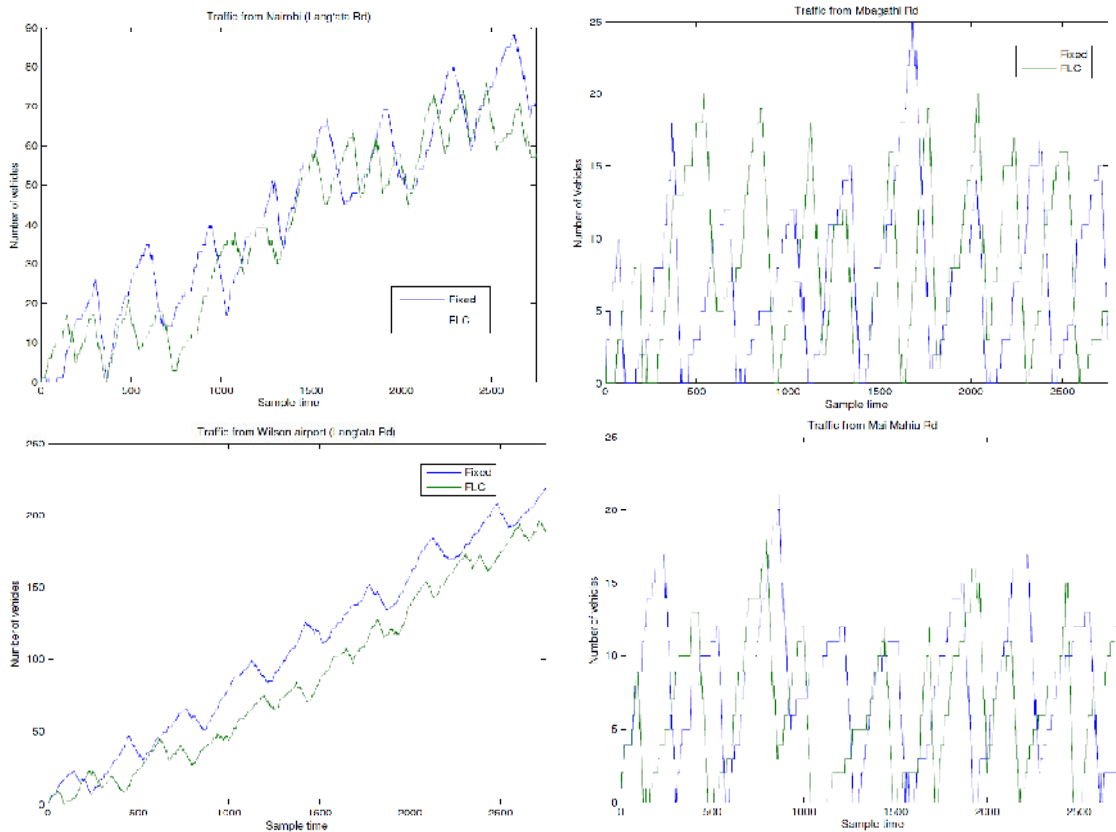 Traffic from Nairobi (Lang'ata Rd)
Number of vehicles
90
80
70
60
50
40
30
20
10
0
Fixed
FLC
0 500 1000 1500 2000 2500
Sample time
Traffic from Mbagathi Rd
Number of Vehicles
25
20
15
10
5
0
Fixed
FLC
0 500 1000 1500 2000 2500
Sample time
Traffic from Wilson airport (Lang'ata Rd)
Number of vehicles
250
200
150
100
50
0
Fixed
FLC
0 500 1000 1500 2000 2500
Sample time
Traffic from Mai Mahiu Rd
Number of vehicles
25
20
15
10
5
0
0 500 1000 1500 2000 2500
Sample time